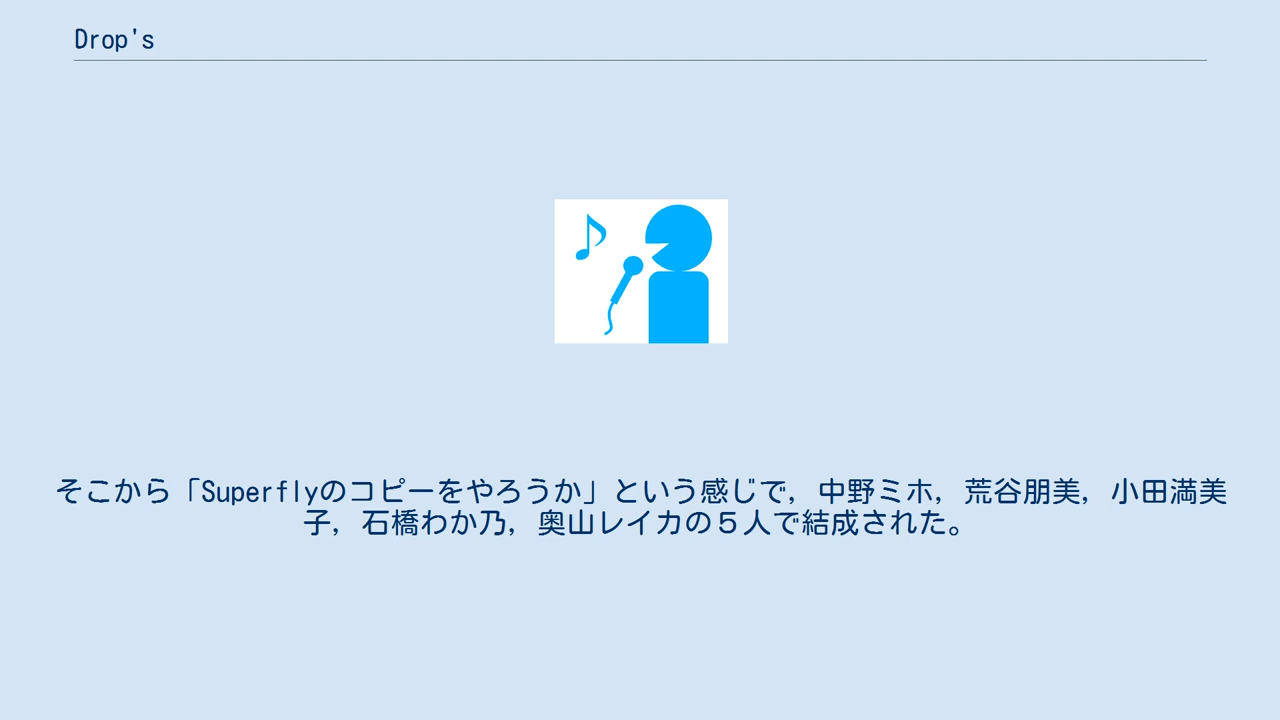 Drop's
そこから「Superflyのコピーをやろうか」という感じで，中野ミホ，荒谷朋美，小田満美
子，石橋わか乃，奥山レイカの５人で結成された。